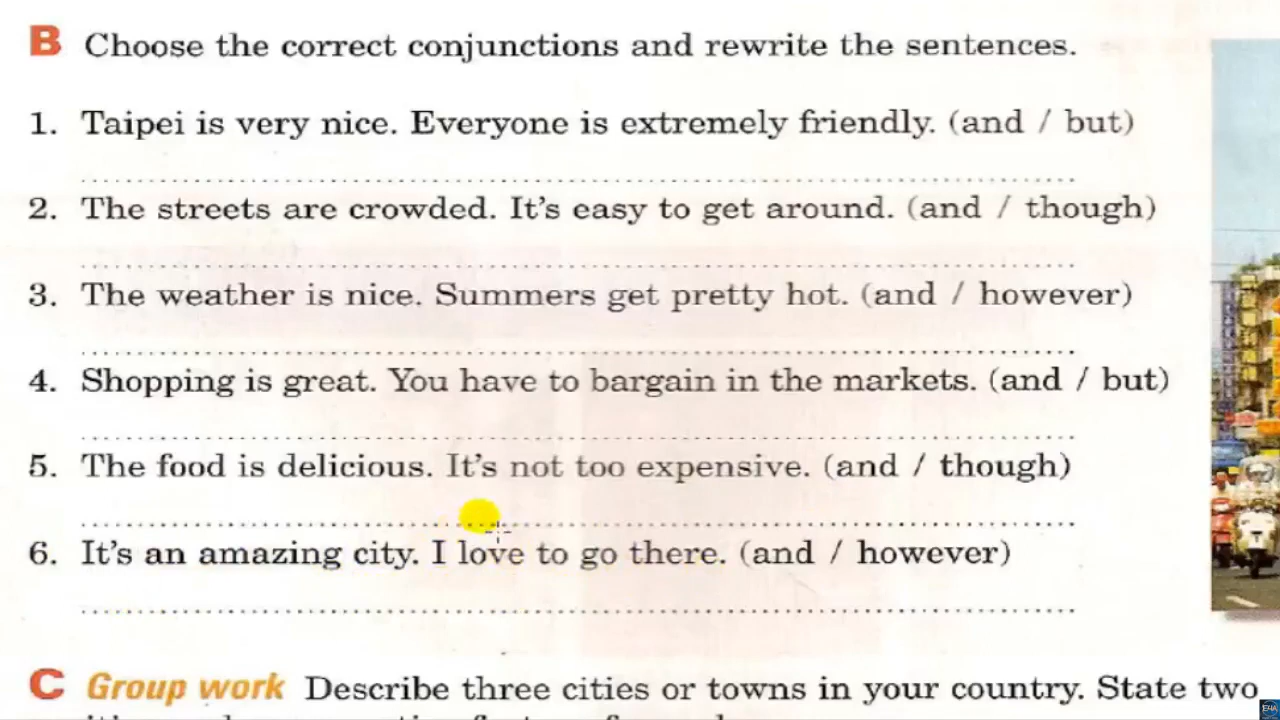 B Choose the correct conjunctions and rewrite the sentences.
1. Taipei is very nice. Everyone is extremely friendly. (and / but)
2. The streets are crowded. It's easy to get around. (and / though)
3. The weather is nice. Summers get pretty hot. (and / however)
4. Shopping is great. You have to bargain in the markets. (and / but)
5. The food is delicious. It's not too expensive. (and / though)
6. It's an amazing city. I love to go there. (and / however)
C Group work Describe three cities or towns in your country. State two